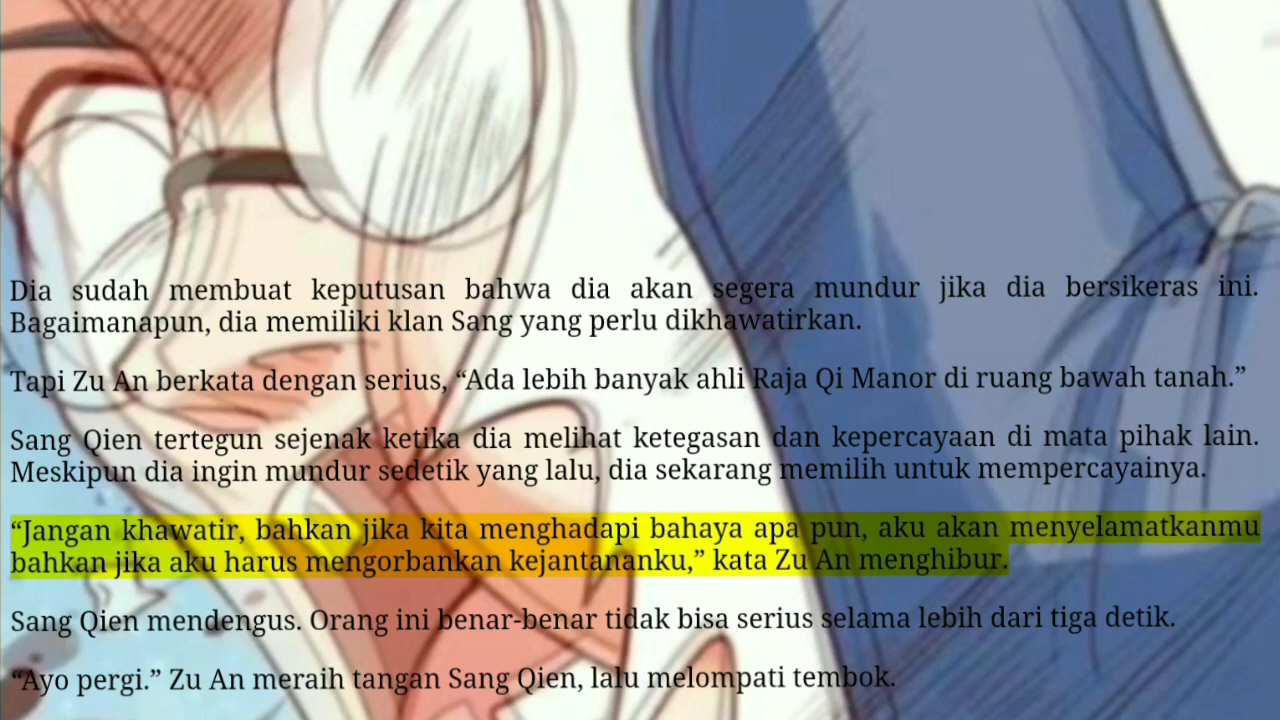 Dia sudah membuat keputusan bahwa dia akan segera mundur jika dia bersikeras ini.
Bagaimanapun, dia memiliki klan Sang yang perlu dikhawatirkan.
Tapi Zu An berkata dengan serius, “Ada lebih banyak ahli Raja Qi Manor di ruang bawah tanah.”
Sang Qien tertegun sejenak ketika dia melihat ketegasan dan kepercayaan di mata pihak lain.
Meskipun dia ingin mundur sedetik yang lalu, dia sekarang memilih untuk mempercayainya.
“Jangan khawatir, bahkan jika kita menghadapi bahaya apa pun, aku akan menyelamatkanmu
bahkan jika aku harus mengorbankan kejantananku,” kata Zu An menghibur.
Sang Qien mendengus. Orang ini benar-benar tidak bisa serius selama lebih dari tiga detik.
“Ayo pergi.” Zu An meraih tangan Sang Qien, lalu melompati tembok.